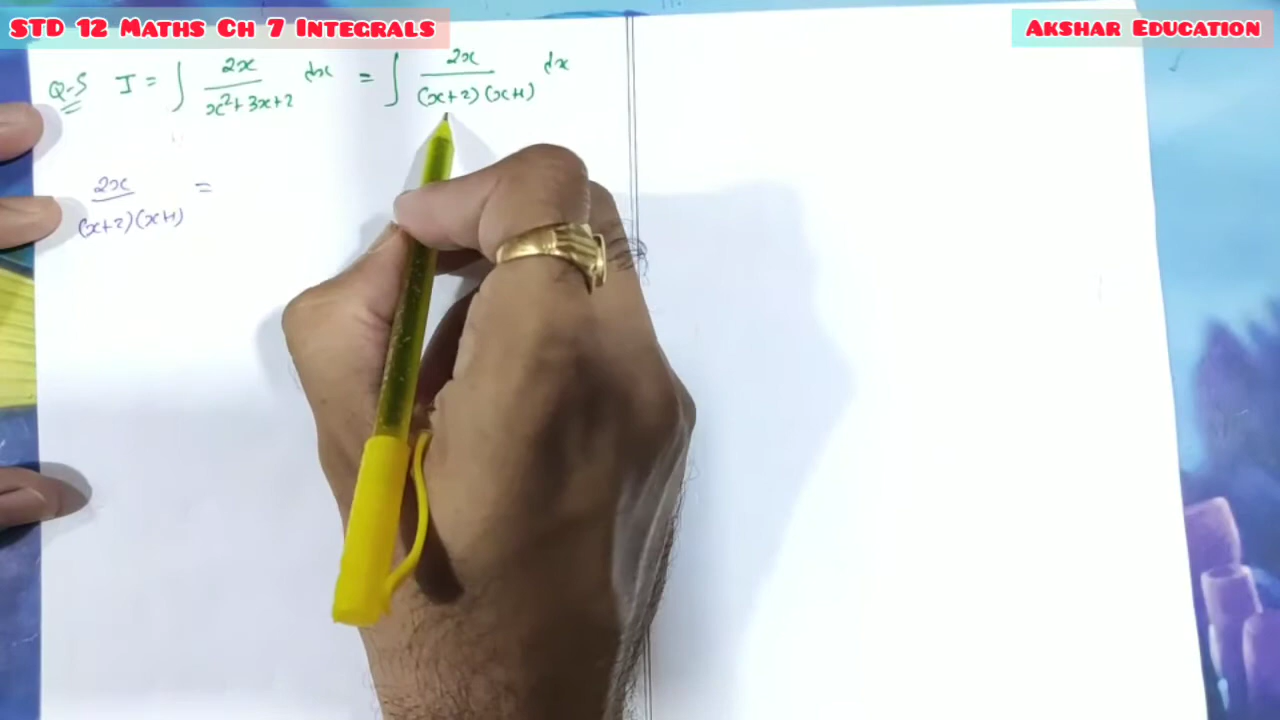 STD 12 Maths Ch 7 Integrals
Akshar Education
Q-5 I = ∫ 2x / (x²+3x+2) dx = ∫ 2x / ((x+2)(x+1)) dx
2x / ((x+2)(x+1)) =